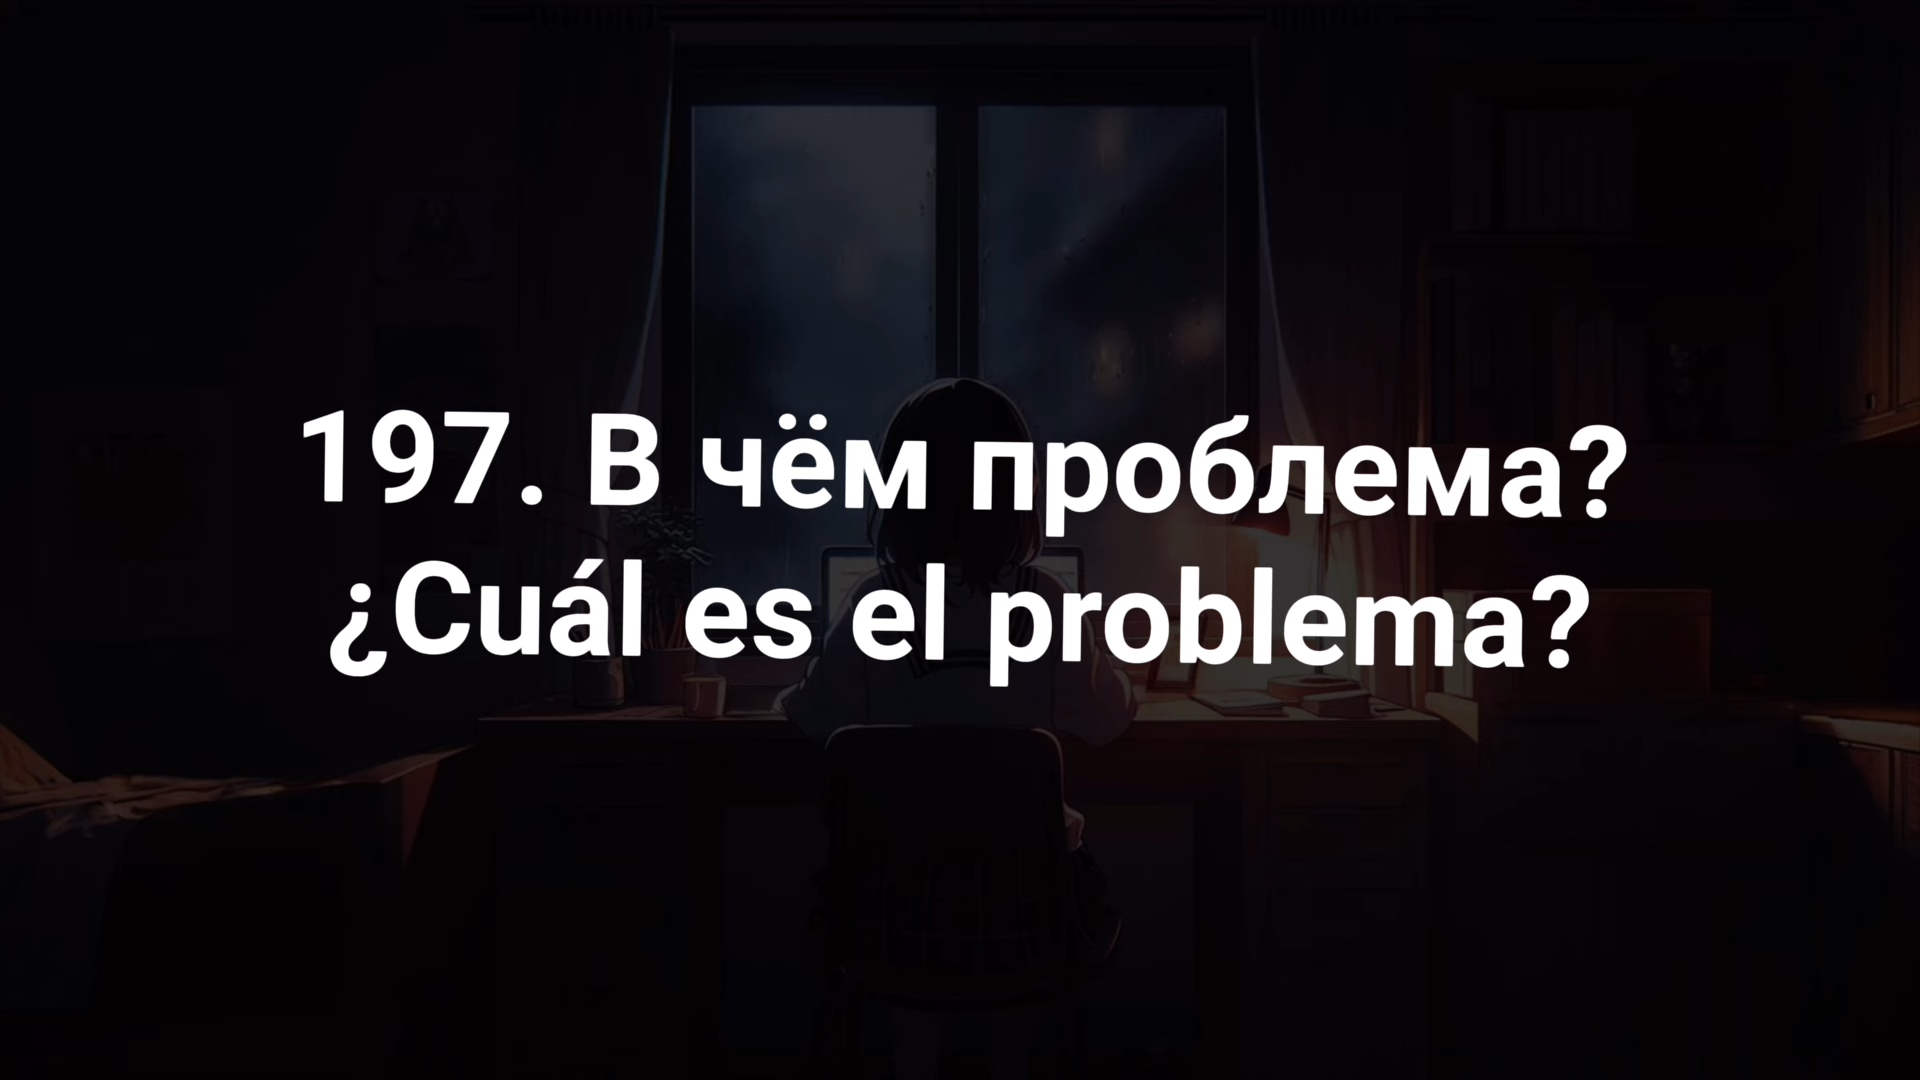 197. В чём проблема?
¿Cuál es el problema?